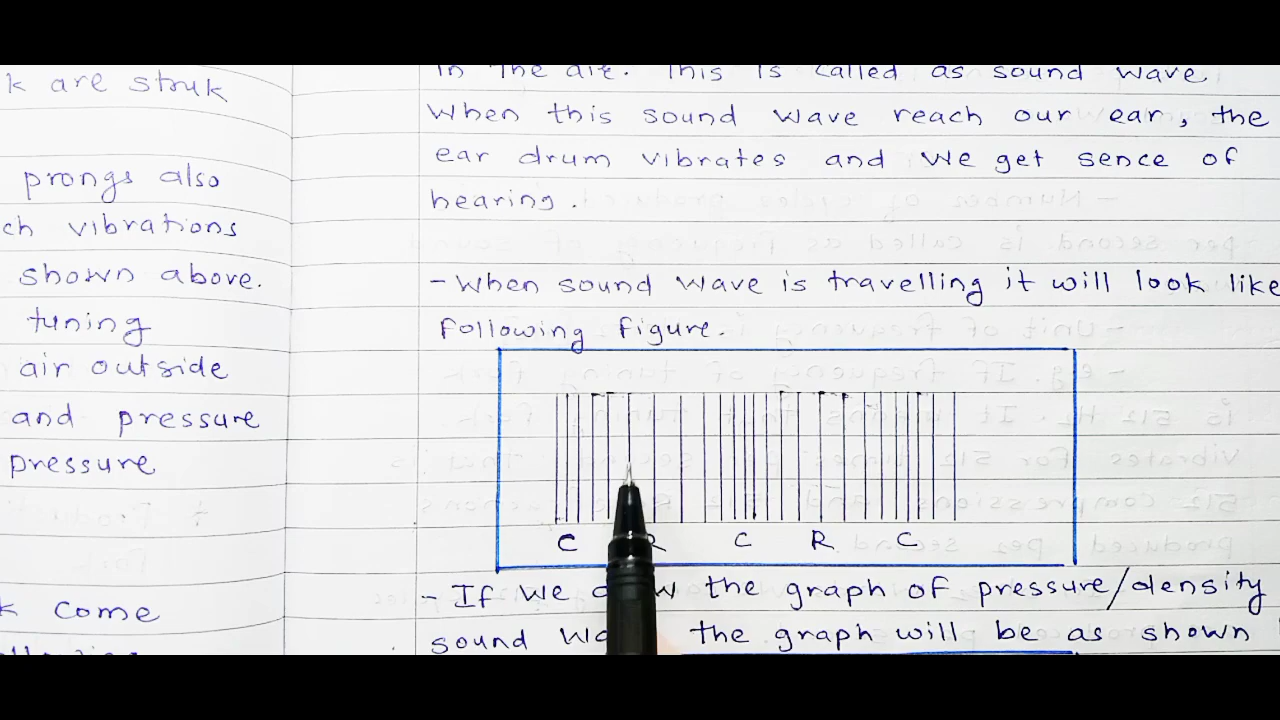 k are struk
prongs also
ch vibrations
shown above.
tuning
air outside
and pressure
pressure
k come
in the air. This is called as sound wave
When this sound wave reach our ear, the
ear drum vibrates and we get sence of
hearing.
- When sound wave is travelling it will look like
following figure.
C R C R C
- If we the graph of pressure/density
sound the graph will be as shown